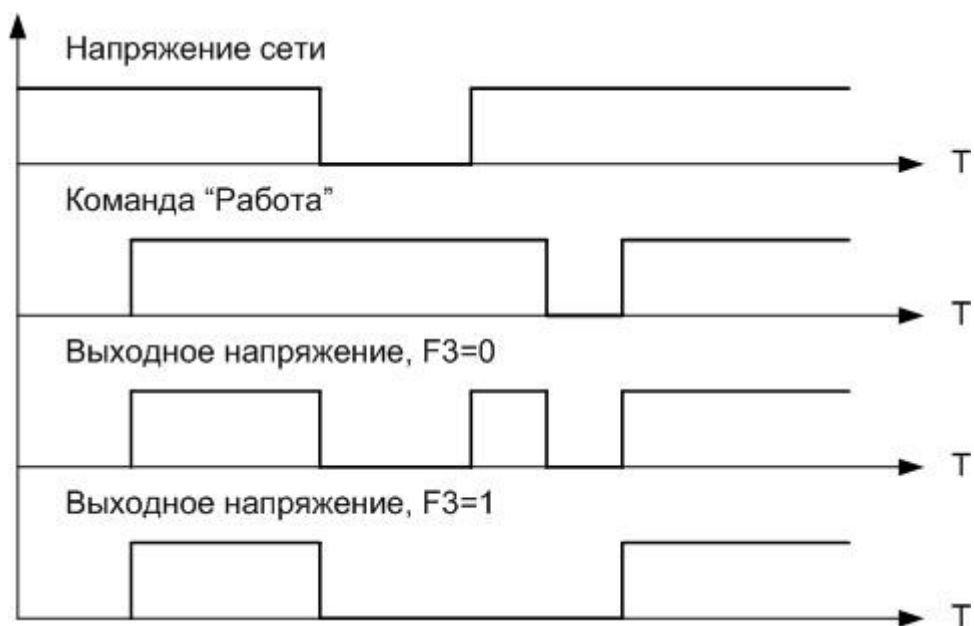 Напряжение сети
T
Команда “Работа”
T
Выходное напряжение, F3=0
T
Выходное напряжение, F3=1
T